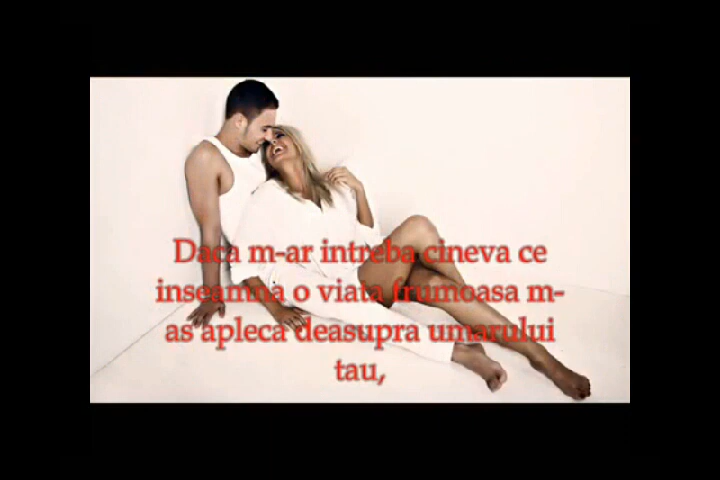 Daca m-ar intreba cineva ce
inseamna o viata frumoasa m-
as apleca deasupra umarului
tau,